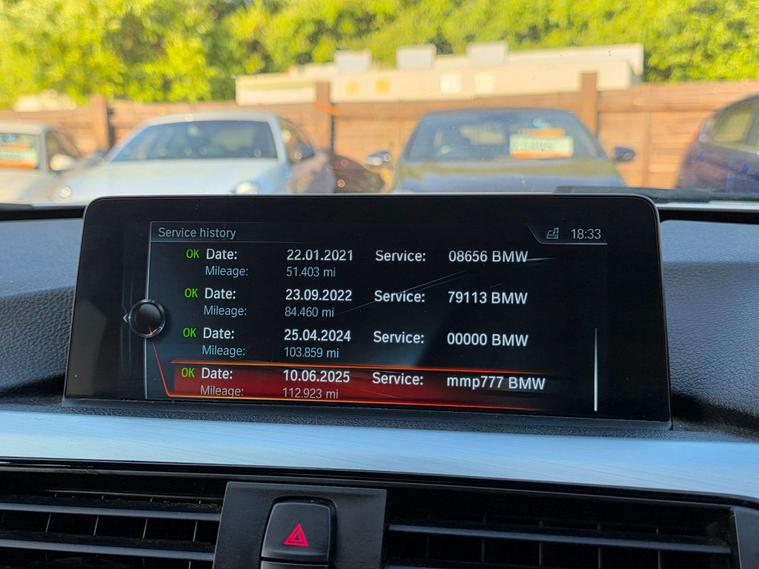 Service history 18:33
OK Date: 22.01.2021 Service: 08656 BMW
Mileage: 51.403 mi
OK Date: 23.09.2022 Service: 79113 BMW
Mileage: 84.460 mi
OK Date: 25.04.2024 Service: 00000 BMW
Mileage: 103.859 mi
OK Date: 10.06.2025 Service: mmp777 BMW
Mileage: 112.923 mi